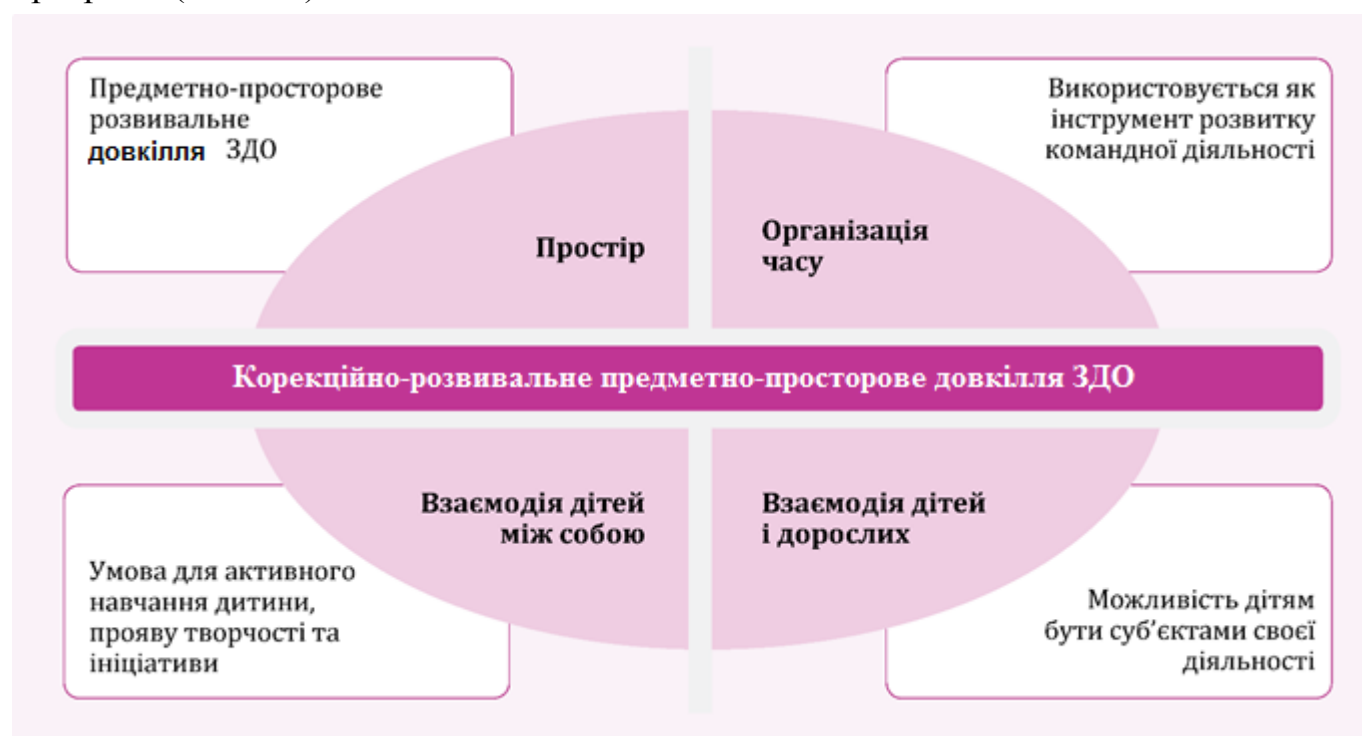 Предметно-просторове
розвивальне
довкілля ЗДО
Використовується як
інструмент розвитку
командної діяльності
Простір
Організація
часу
Корекційно-розвивальне предметно-просторове довкілля ЗДО
Взаємодія дітей
між собою
Взаємодія дітей
і дорослих
Умова для активного
навчання дитини,
прояву творчості та
ініціативи
Можливість дітям
бути суб’єктами своєї
діяльності